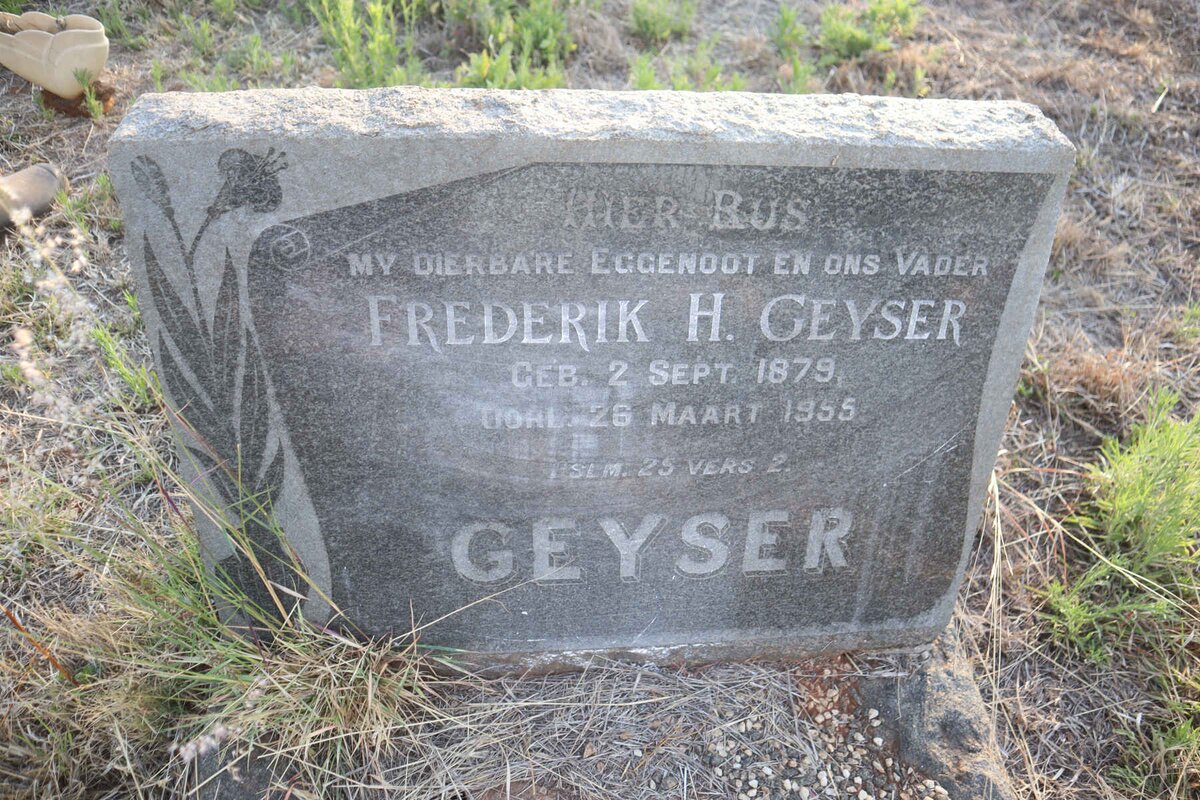 HIER RUS
MY DIERBARE EGGENOOT EN ONS VADER
FREDERIK H. GEYSER
GEB. 2 SEPT. 1879,
OORL. 26 MAART 1955
PSLM. 25 VERS 2.
GEYSER